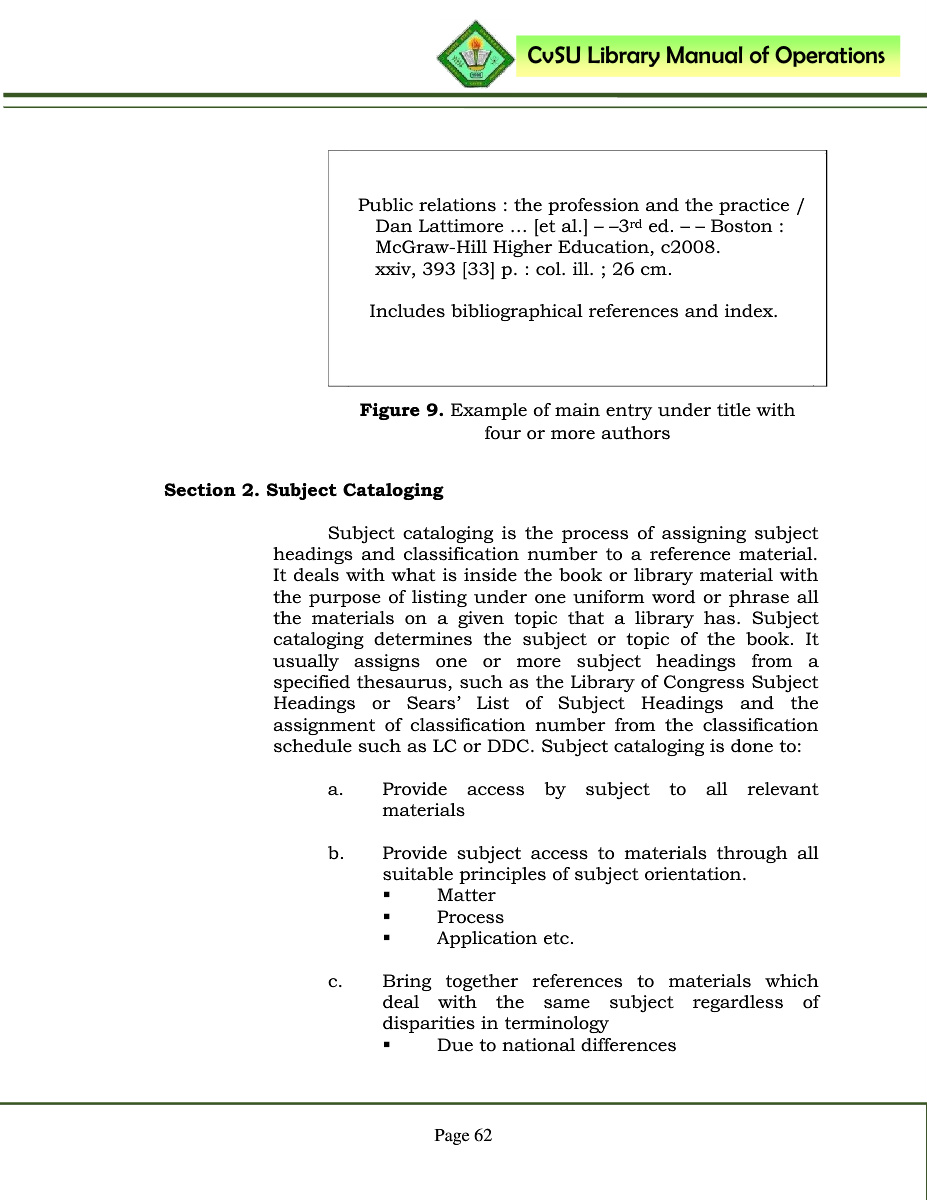 CvSU Library Manual of Operations
Public relations : the profession and the practice /
Dan Lattimore … [et al.] – –3rd ed. – – Boston :
McGraw-Hill Higher Education, c2008.
xxiv, 393 [33] p. : col. ill. ; 26 cm.
Includes bibliographical references and index.
Figure 9. Example of main entry under title with
four or more authors
Section 2. Subject Cataloging
Subject cataloging is the process of assigning subject
headings and classification number to a reference material.
It deals with what is inside the book or library material with
the purpose of listing under one uniform word or phrase all
the materials on a given topic that a library has. Subject
cataloging determines the subject or topic of the book. It
usually assigns one or more subject headings from a
specified thesaurus, such as the Library of Congress Subject
Headings or Sears’ List of Subject Headings and the
assignment of classification number from the classification
schedule such as LC or DDC. Subject cataloging is done to:
a. Provide access by subject to all relevant
materials
b. Provide subject access to materials through all
suitable principles of subject orientation.
▪ Matter
▪ Process
▪ Application etc.
c. Bring together references to materials which
deal with the same subject regardless of
disparities in terminology
▪ Due to national differences
Page 62